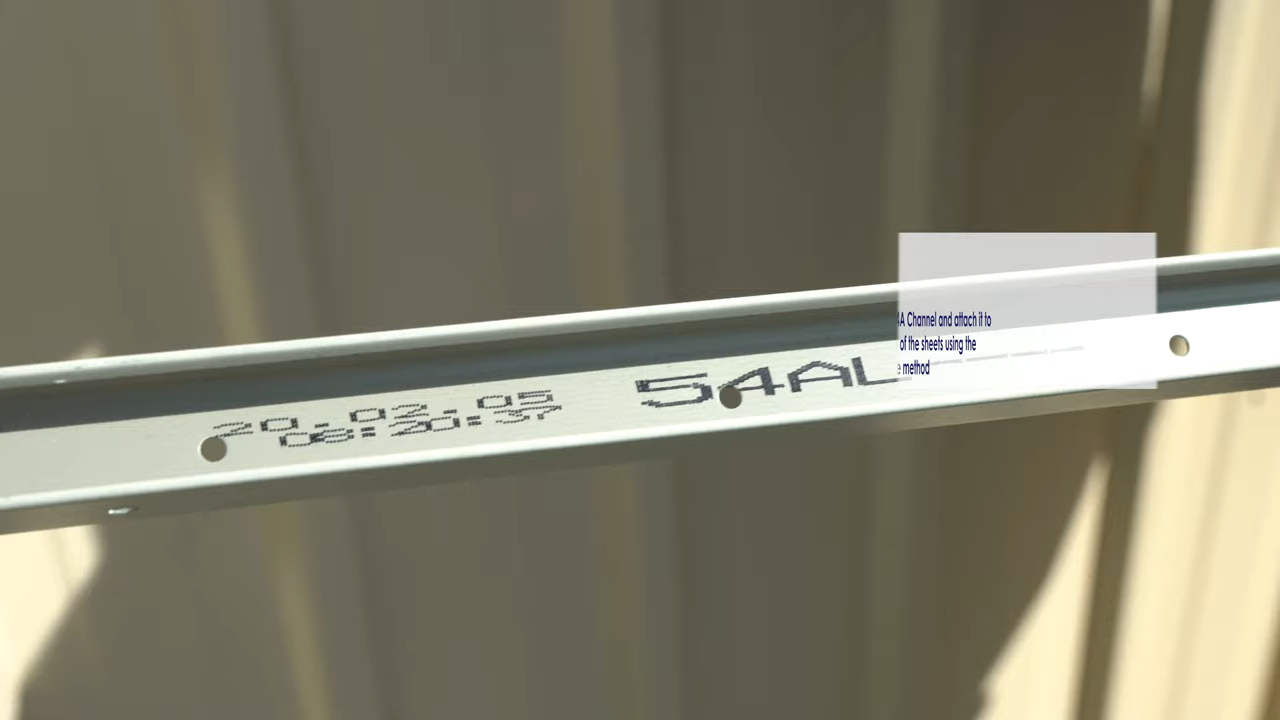 20.02.05
08:20:37
54AL
Channel and attach it to
of the sheets using the
method